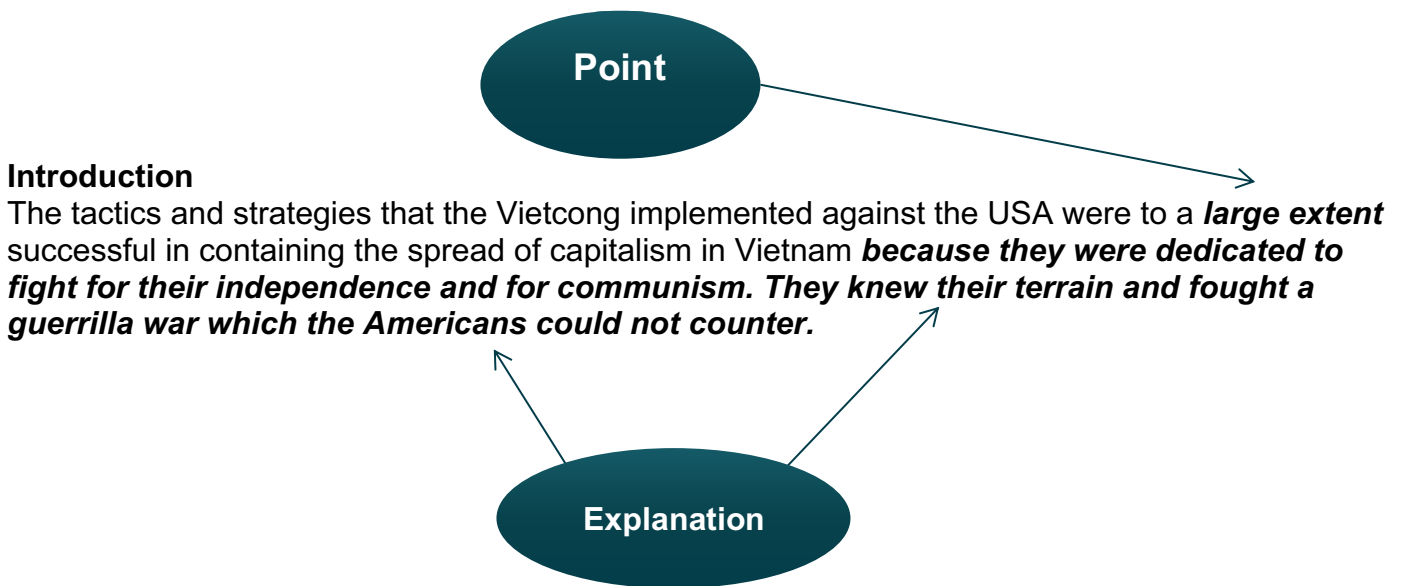 Point
Introduction
The tactics and strategies that the Vietcong implemented against the USA were to a large extent
successful in containing the spread of capitalism in Vietnam because they were dedicated to
fight for their independence and for communism. They knew their terrain and fought a
guerrilla war which the Americans could not counter.
Explanation